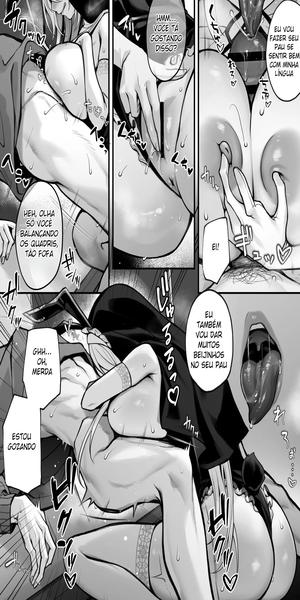 EU VOU
FAZER SEU
PAU SE
SENTIR BEM
COM MINHA
LÍNGUA
HMM...
VOCÊ TÁ
GOSTANDO
DISSO?
EI!
HEH, OLHA
SÓ VOCÊ
BALANÇANDO
OS QUADRIS,
TÃO FOFA
EU
TAMBÉM
VOU DAR
MUITOS
BEIJINHOS
NO SEU PAU
GHH...
OH,
MERDA
ESTOU
GOZANDO